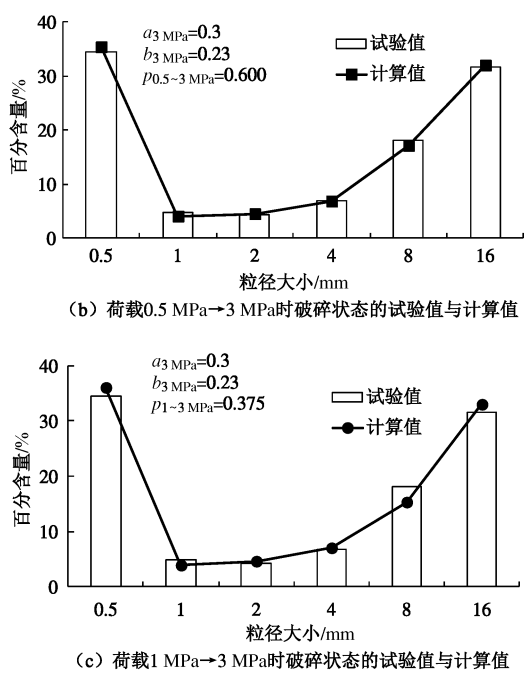 40
30
20
10
0
百分含量/%
a3 MPa=0.3
b3 MPa=0.23
p0.5~3 MPa=0.600
试验值
计算值
0.5 1 2 4 8 16
粒径大小/mm
（b）荷载0.5 MPa→3 MPa时破碎状态的试验值与计算值
40
30
20
10
0
百分含量/%
a3 MPa=0.3
b3 MPa=0.23
p1~3 MPa=0.375
试验值
计算值
0.5 1 2 4 8 16
粒径大小/mm
（c）荷载1 MPa→3 MPa时破碎状态的试验值与计算值